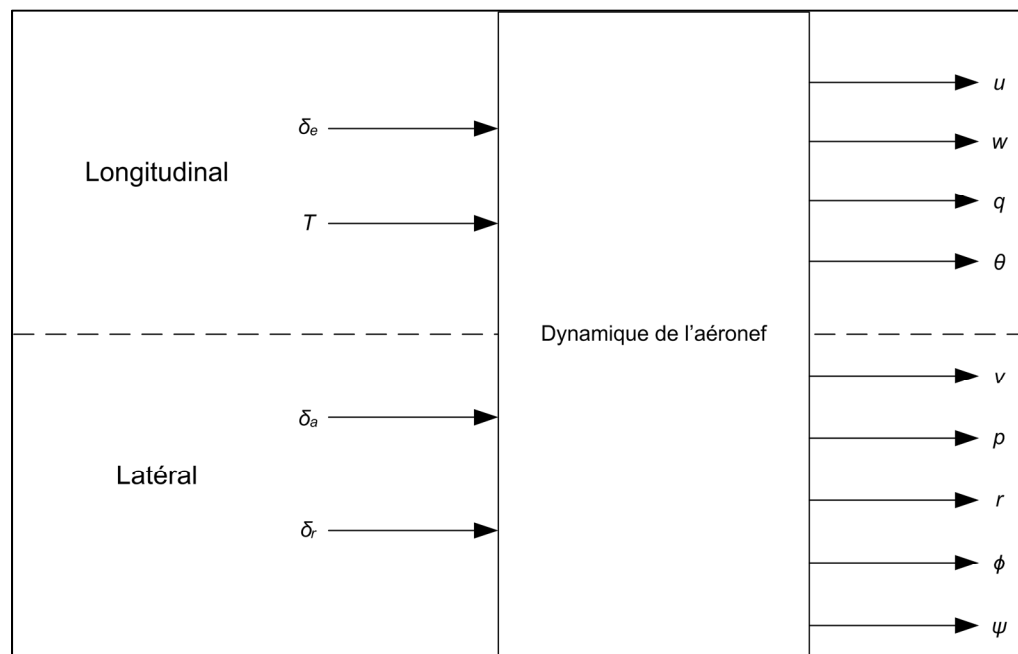 Longitudinal
δe
T
Latéral
δa
δr
Dynamique de l'aéronef
u
w
q
θ
v
p
r
ϕ
ψ